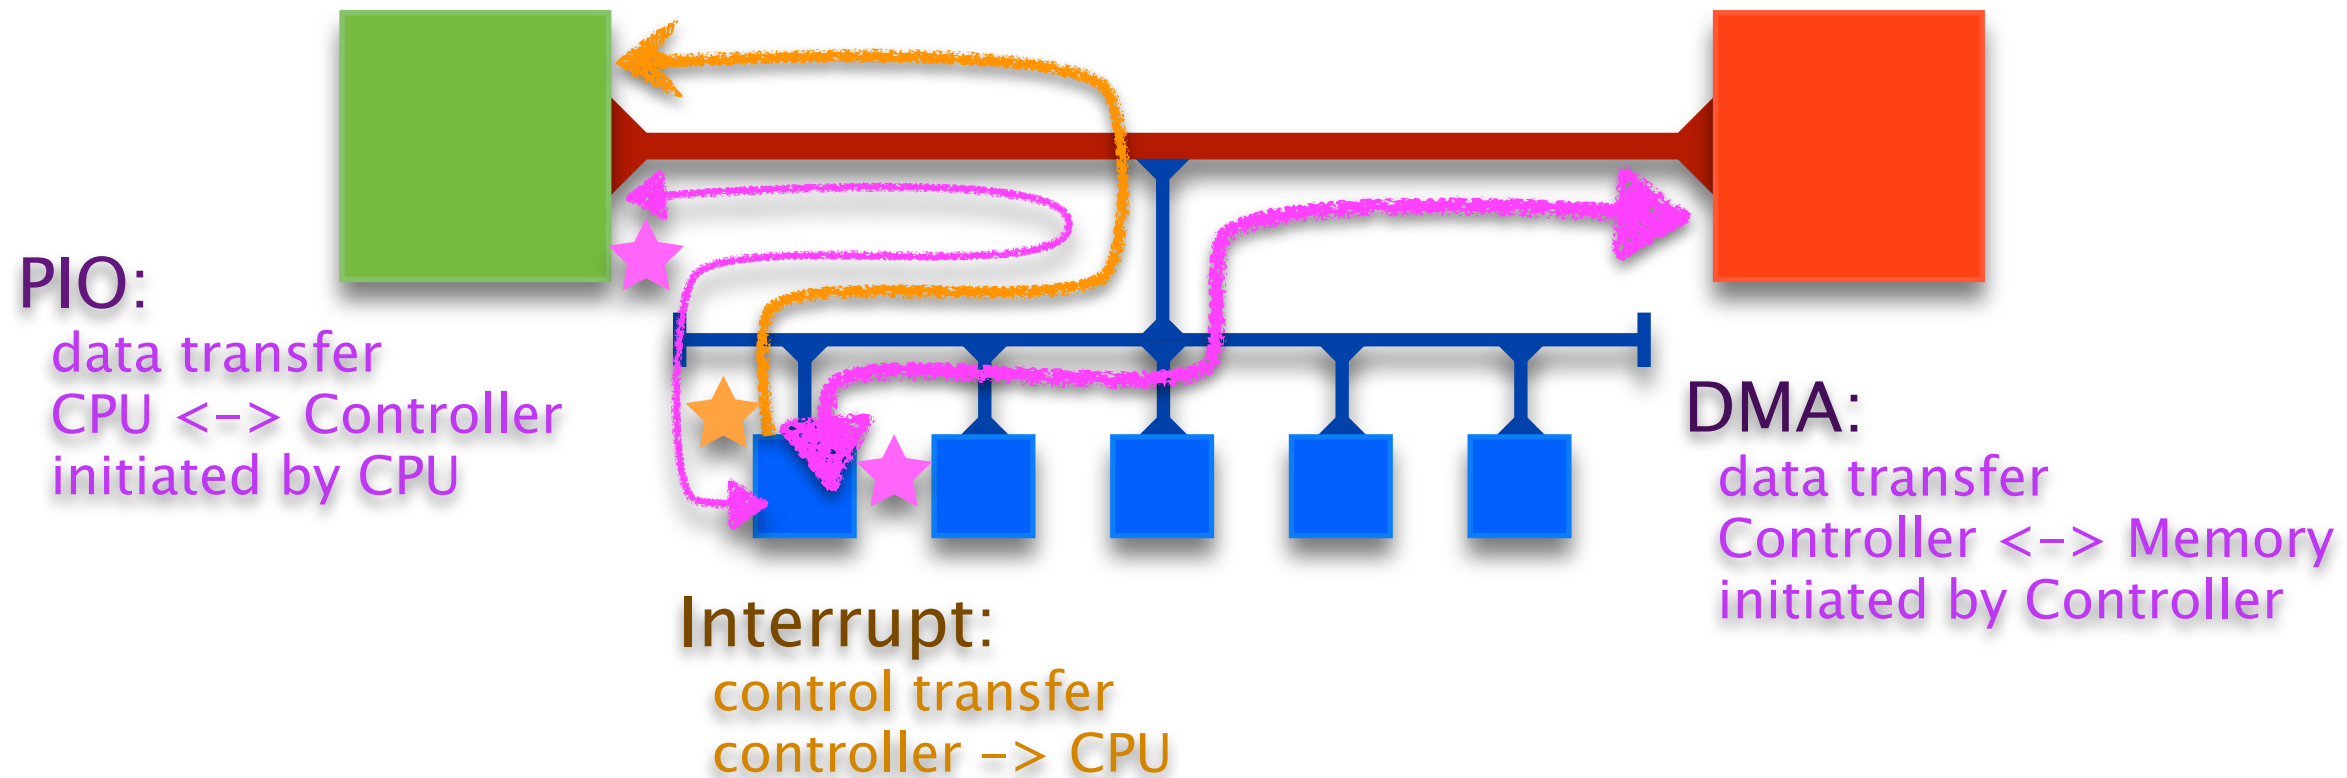 PIO:
data transfer
CPU <-> Controller
initiated by CPU
DMA:
data transfer
Controller <-> Memory
initiated by Controller
Interrupt:
control transfer
controller -> CPU